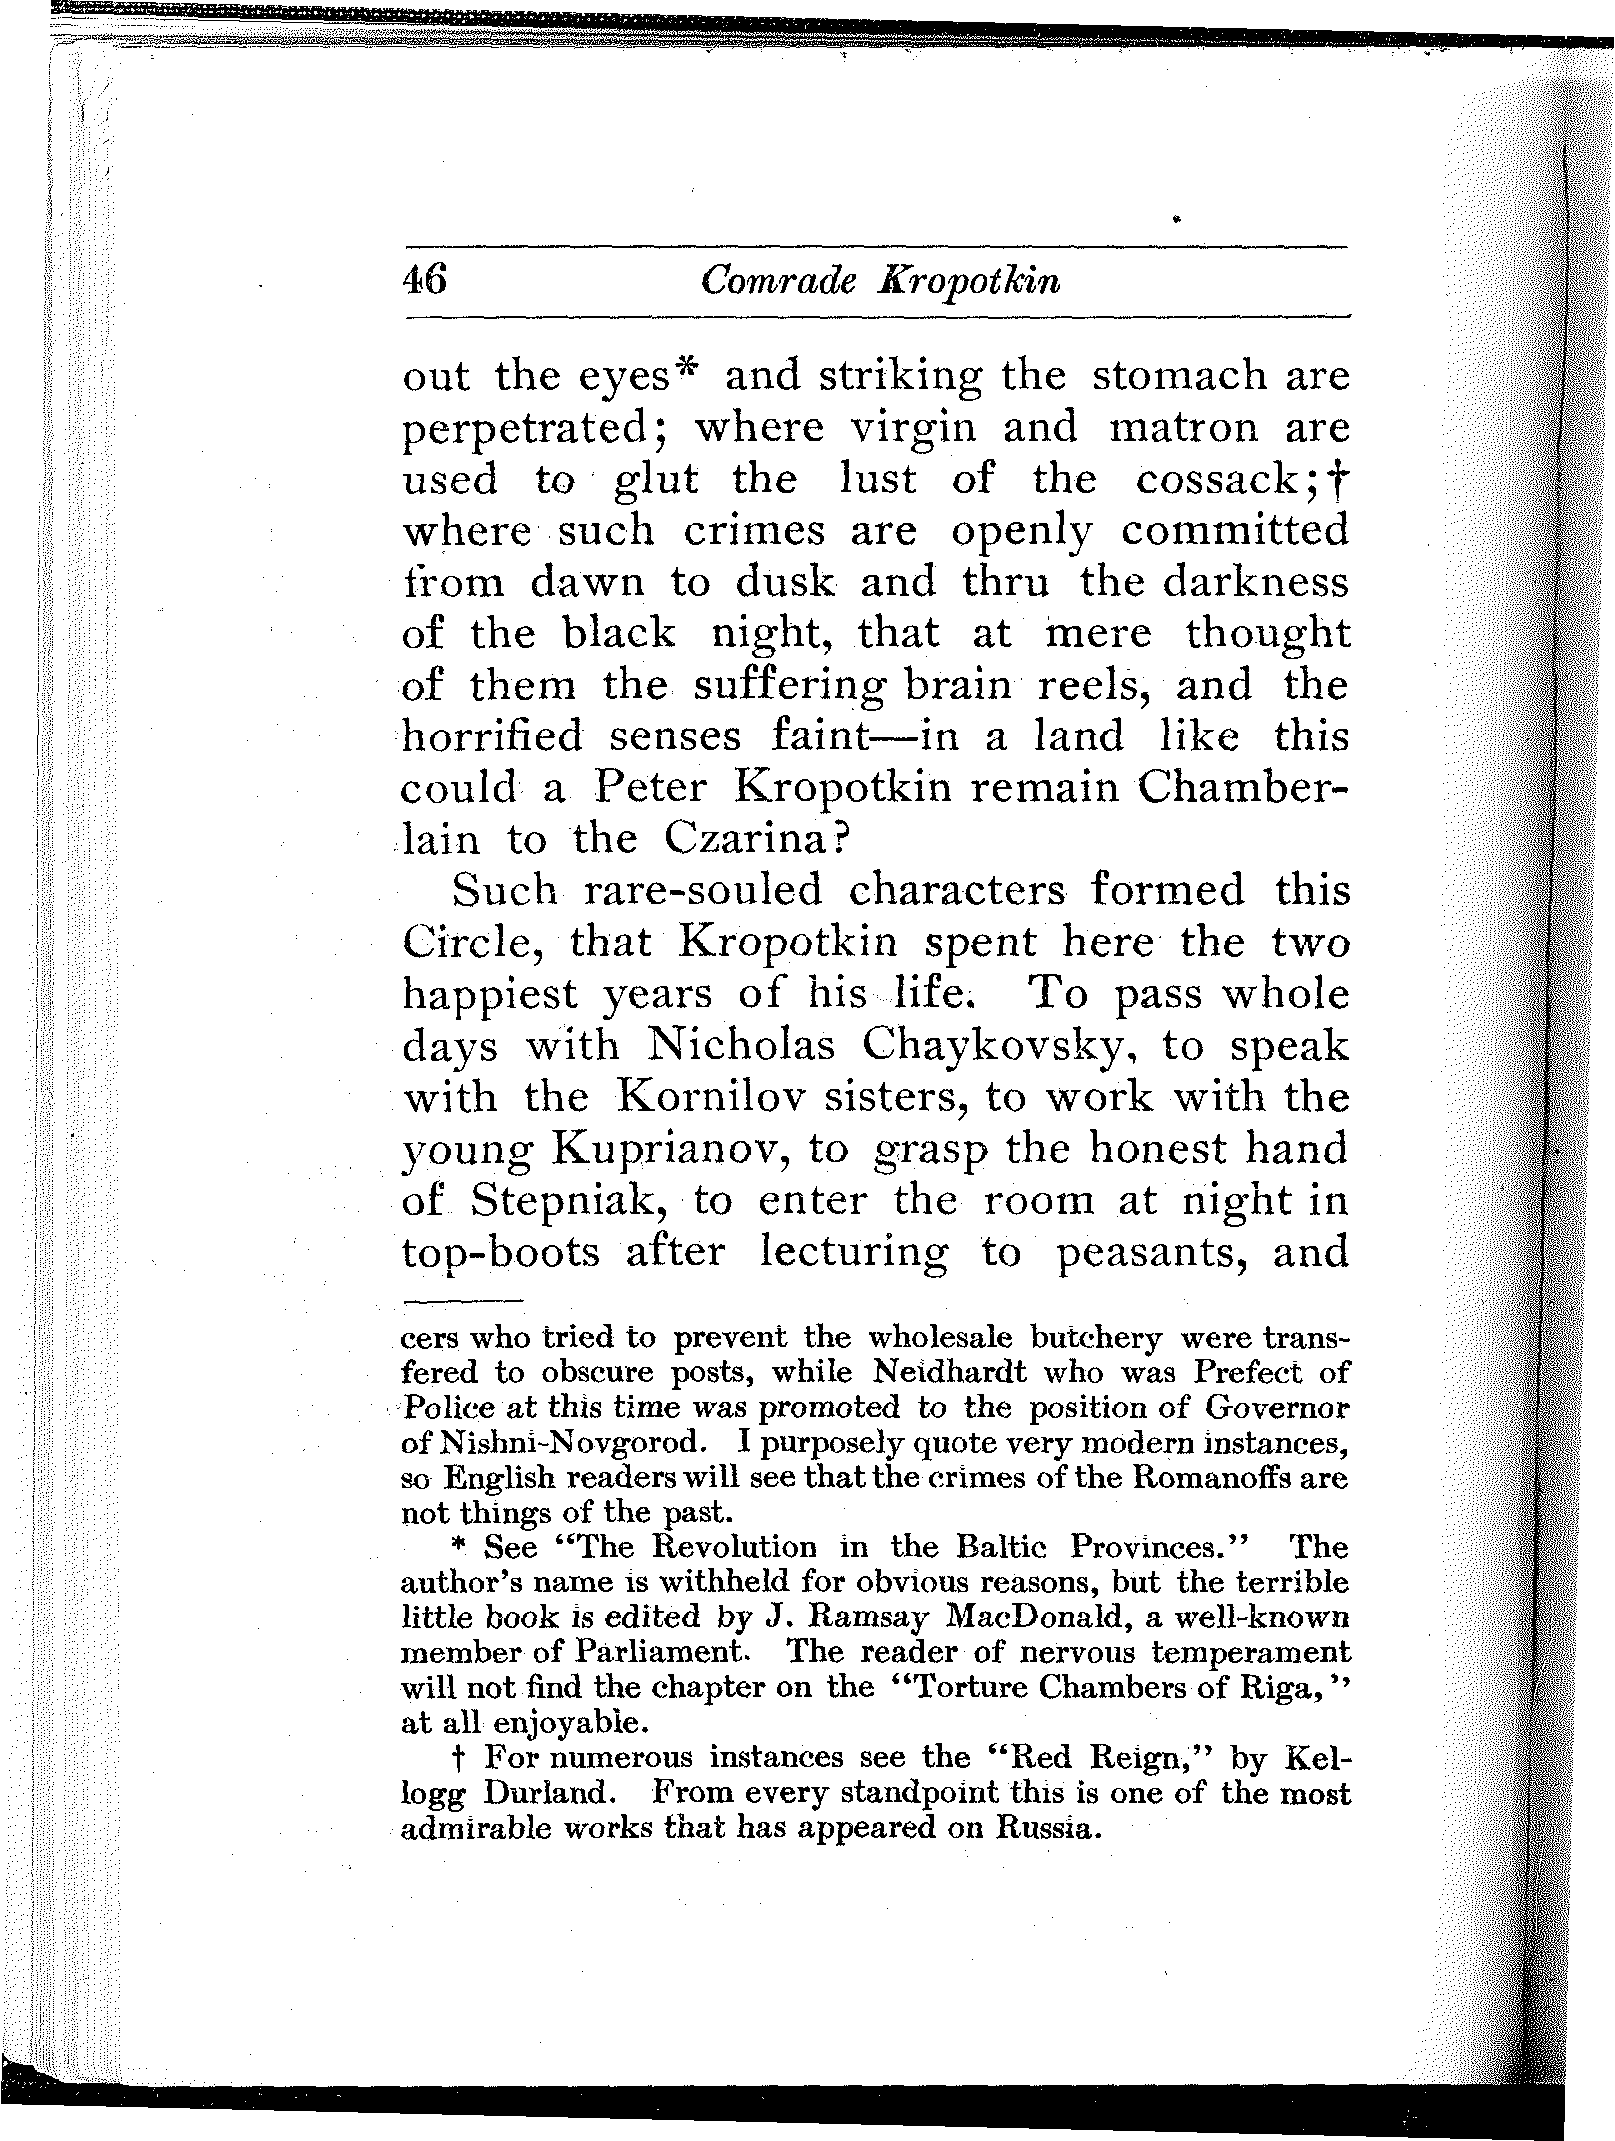 46 Comrade Kropotkin
out the eyes* and striking the stomach are
perpetrated; where virgin and matron are
used to glut the lust of the cossack;†
where such crimes are openly committed
from dawn to dusk and thru the darkness
of the black night, that at mere thought
of them the suffering brain reels, and the
horrified senses faint—in a land like this
could a Peter Kropotkin remain Chamber-
lain to the Czarina?
Such rare-souled characters formed this
Circle, that Kropotkin spent here the two
happiest years of his life. To pass whole
days with Nicholas Chaykovsky, to speak
with the Kornilov sisters, to work with the
young Kuprianov, to grasp the honest hand
of Stepniak, to enter the room at night in
top-boots after lecturing to peasants, and
cers who tried to prevent the wholesale butchery were trans-
fered to obscure posts, while Neidhardt who was Prefect of
Police at this time was promoted to the position of Governor
of Nishni-Novgorod. I purposely quote very modern instances,
so English readers will see that the crimes of the Romanoffs are
not things of the past.
* See "The Revolution in the Baltic Provinces." The
author's name is withheld for obvious reasons, but the terrible
little book is edited by J. Ramsay MacDonald, a well-known
member of Parliament. The reader of nervous temperament
will not find the chapter on the "Torture Chambers of Riga,"
at all enjoyable.
† For numerous instances see the "Red Reign," by Kel-
logg Durland. From every standpoint this is one of the most
admirable works that has appeared on Russia.